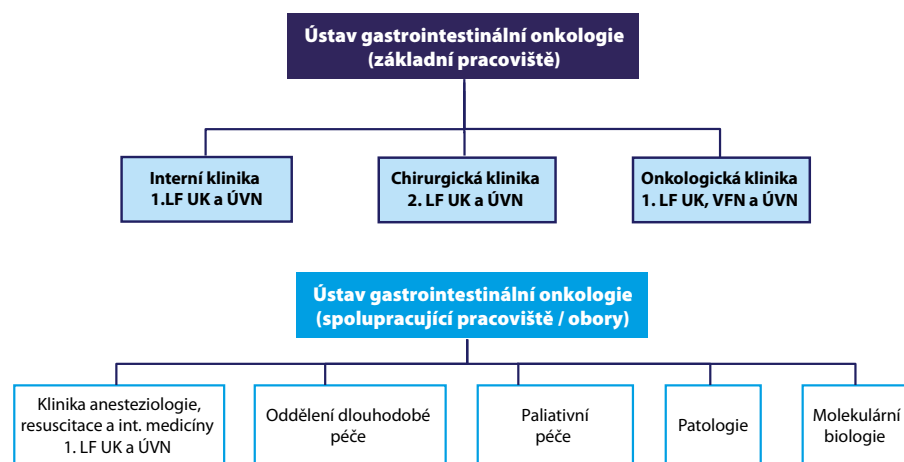 Ústav gastrointestinální onkologie
(základní pracoviště)
Interní klinika
1.LF UK a ÚVN
Chirurgická klinika
2. LF UK a ÚVN
Onkologická klinika
1. LF UK, VFN a ÚVN
Ústav gastrointestinální onkologie
(spolupracující pracoviště / obory)
Klinika anesteziologie,
resuscitace a int. medicíny
1. LF UK a ÚVN
Oddělení dlouhodobé
péče
Paliativní
péče
Patologie
Molekulární
biologie